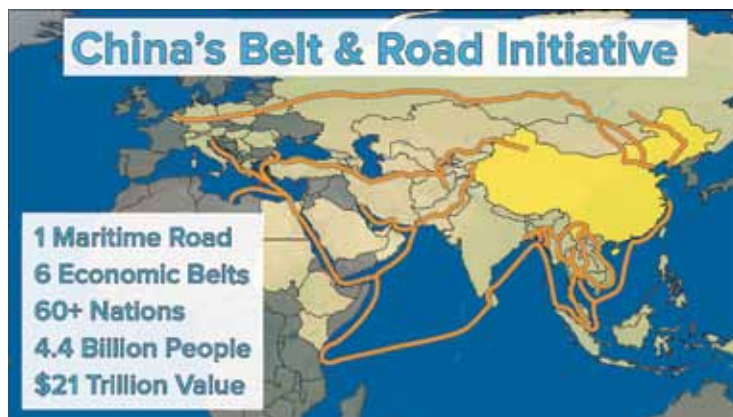 China's Belt & Road Initiative
1 Maritime Road
6 Economic Belts
60+ Nations
4.4 Billion People
$21 Trillion Value